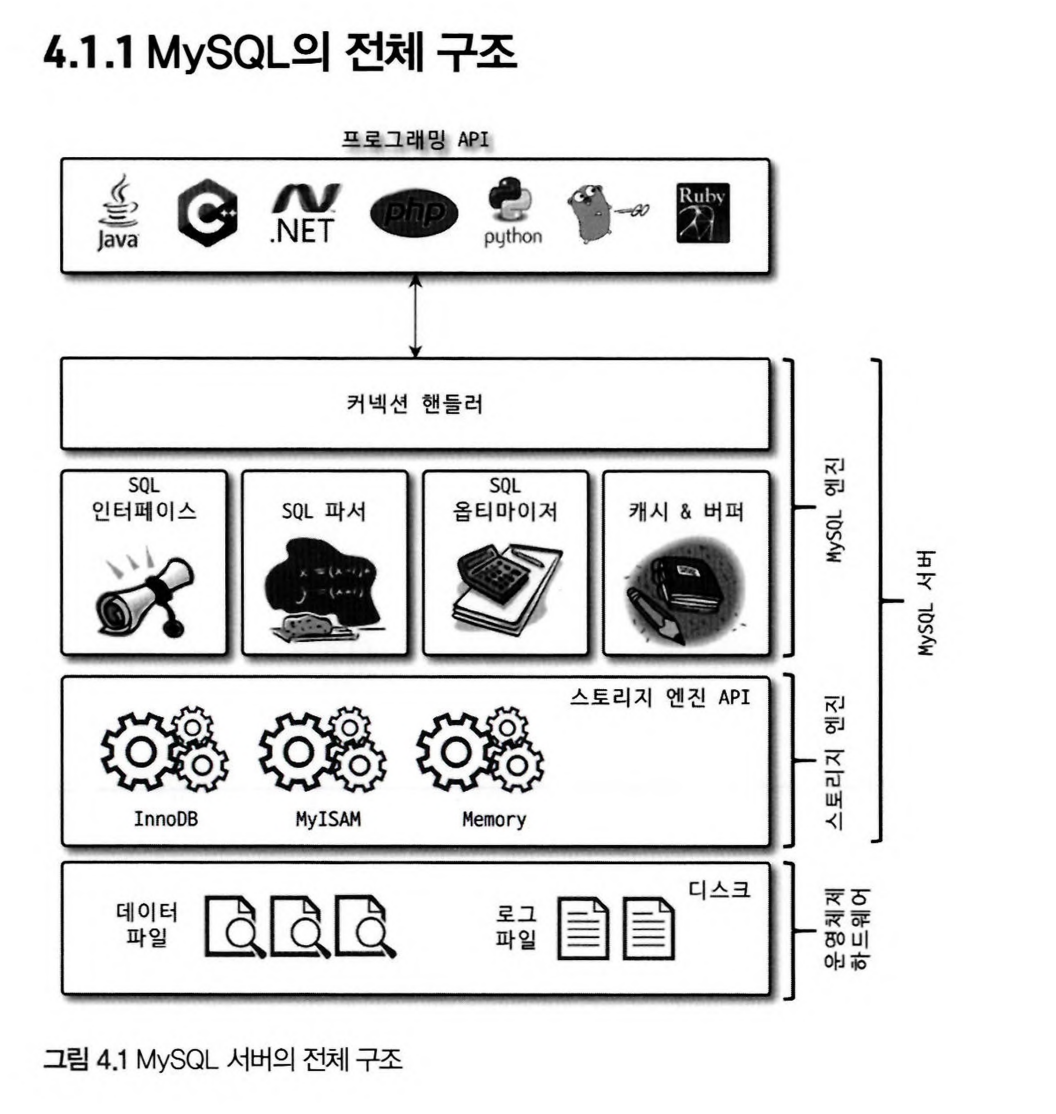 4.1.1 MySQL의 전체 구조
프로그래밍 API
Java
C++
.NET
php
python
GO
Ruby
커넥션 핸들러
SQL
인터페이스
SQL 파서
SQL
옵티마이저
캐시 & 버퍼
MySQL 엔진
MySQL 서버
스토리지 엔진 API
InnoDB
MyISAM
Memory
스토리지 엔진
디스크
데이터
파일
로그
파일
운영체제
하드웨어
그림 4.1 MySQL 서버의 전체 구조